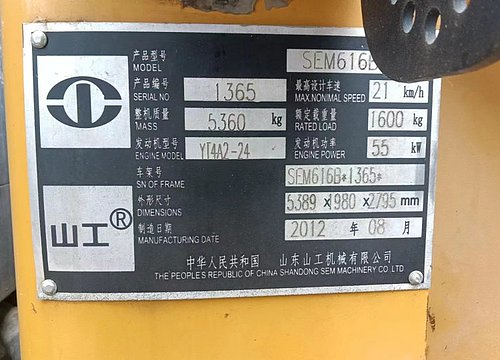 产品型号 SEM616B
MODEL
产品编号 1365 最高设计车速 21 km/h
SERIAL NO MAX.NONIMAL SPEED
整机质量 5360 kg 额定载重量 1600 kg
MASS RATED LOAD
发动机型号 YT4A2-24 发动机功率 55 kW
ENGINE MODEL ENGINE POWER
车架号 SEM616B*1365*
SN OF FRAME
外形尺寸 5389 x1980 x2795 mm
DIMENSIONS
制造日期 2012 年 08 月
MANUFACTURING DATE
山工®
中华人民共和国 山东山工机械有限公司
THE PEOPLE'S REPUBLIC OF CHINA SHANDONG SEM MACHINERY CO LTD